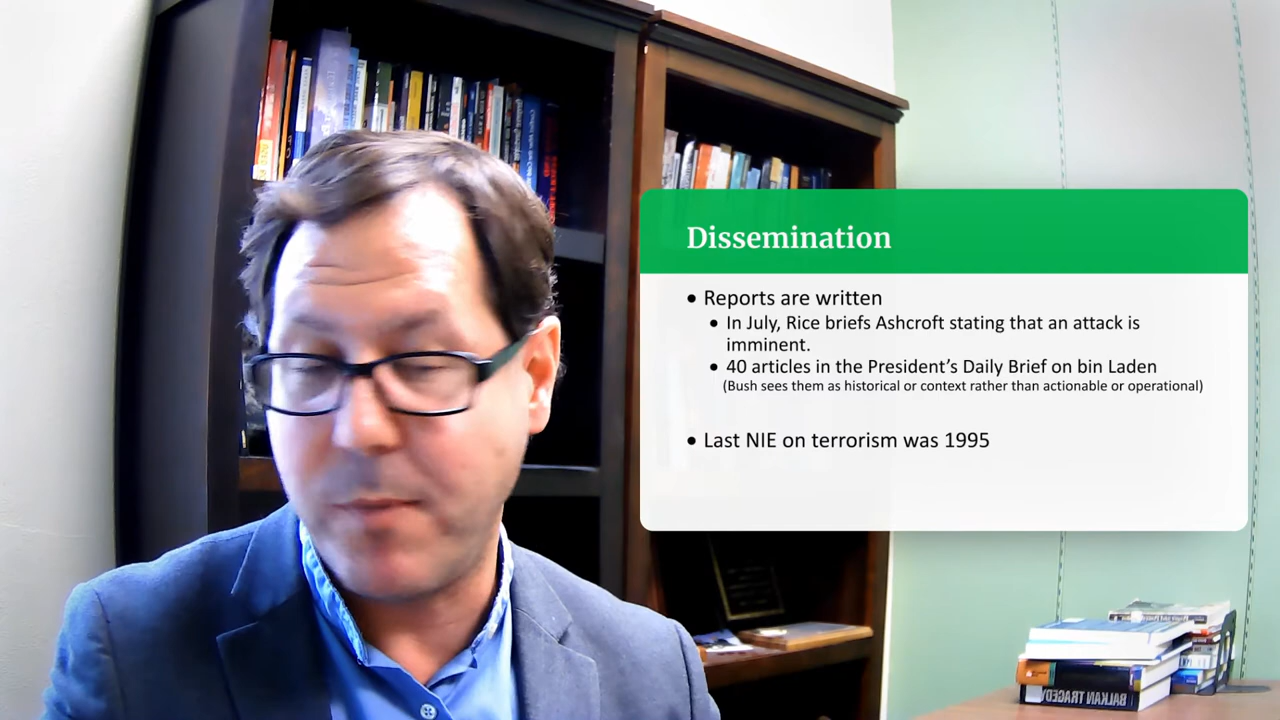 Dissemination
• Reports are written
• In July, Rice briefs Ashcroft stating that an attack is
imminent.
• 40 articles in the President's Daily Brief on bin Laden
(Bush sees them as historical or context rather than actionable or operational)
• Last NIE on terrorism was 1995
BALKAN TRAGEDY